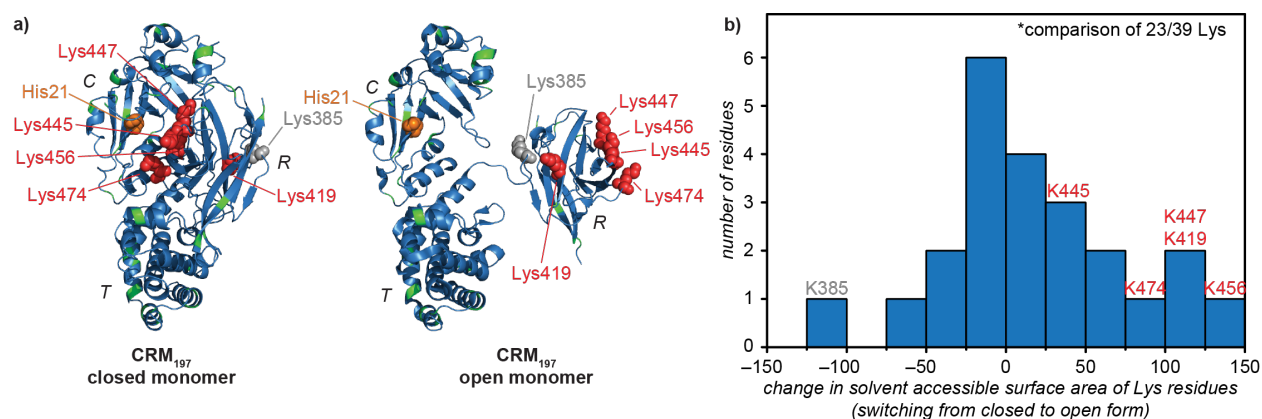 a)
Lys447
C
His21
Lys445
Lys456
Lys474
Lys385
R
Lys419
T
CRM197
closed monomer
C
His21
Lys385
Lys447
Lys456
Lys445
Lys474
R
Lys419
T
CRM197
open monomer
b)
*comparison of 23/39 Lys
number of residues
6
5
4
3
2
1
0
K385
K445
K474
K447
K419
K456
−150
−100
−50
0
50
100
150
change in solvent accessible surface area of Lys residues
(switching from closed to open form)